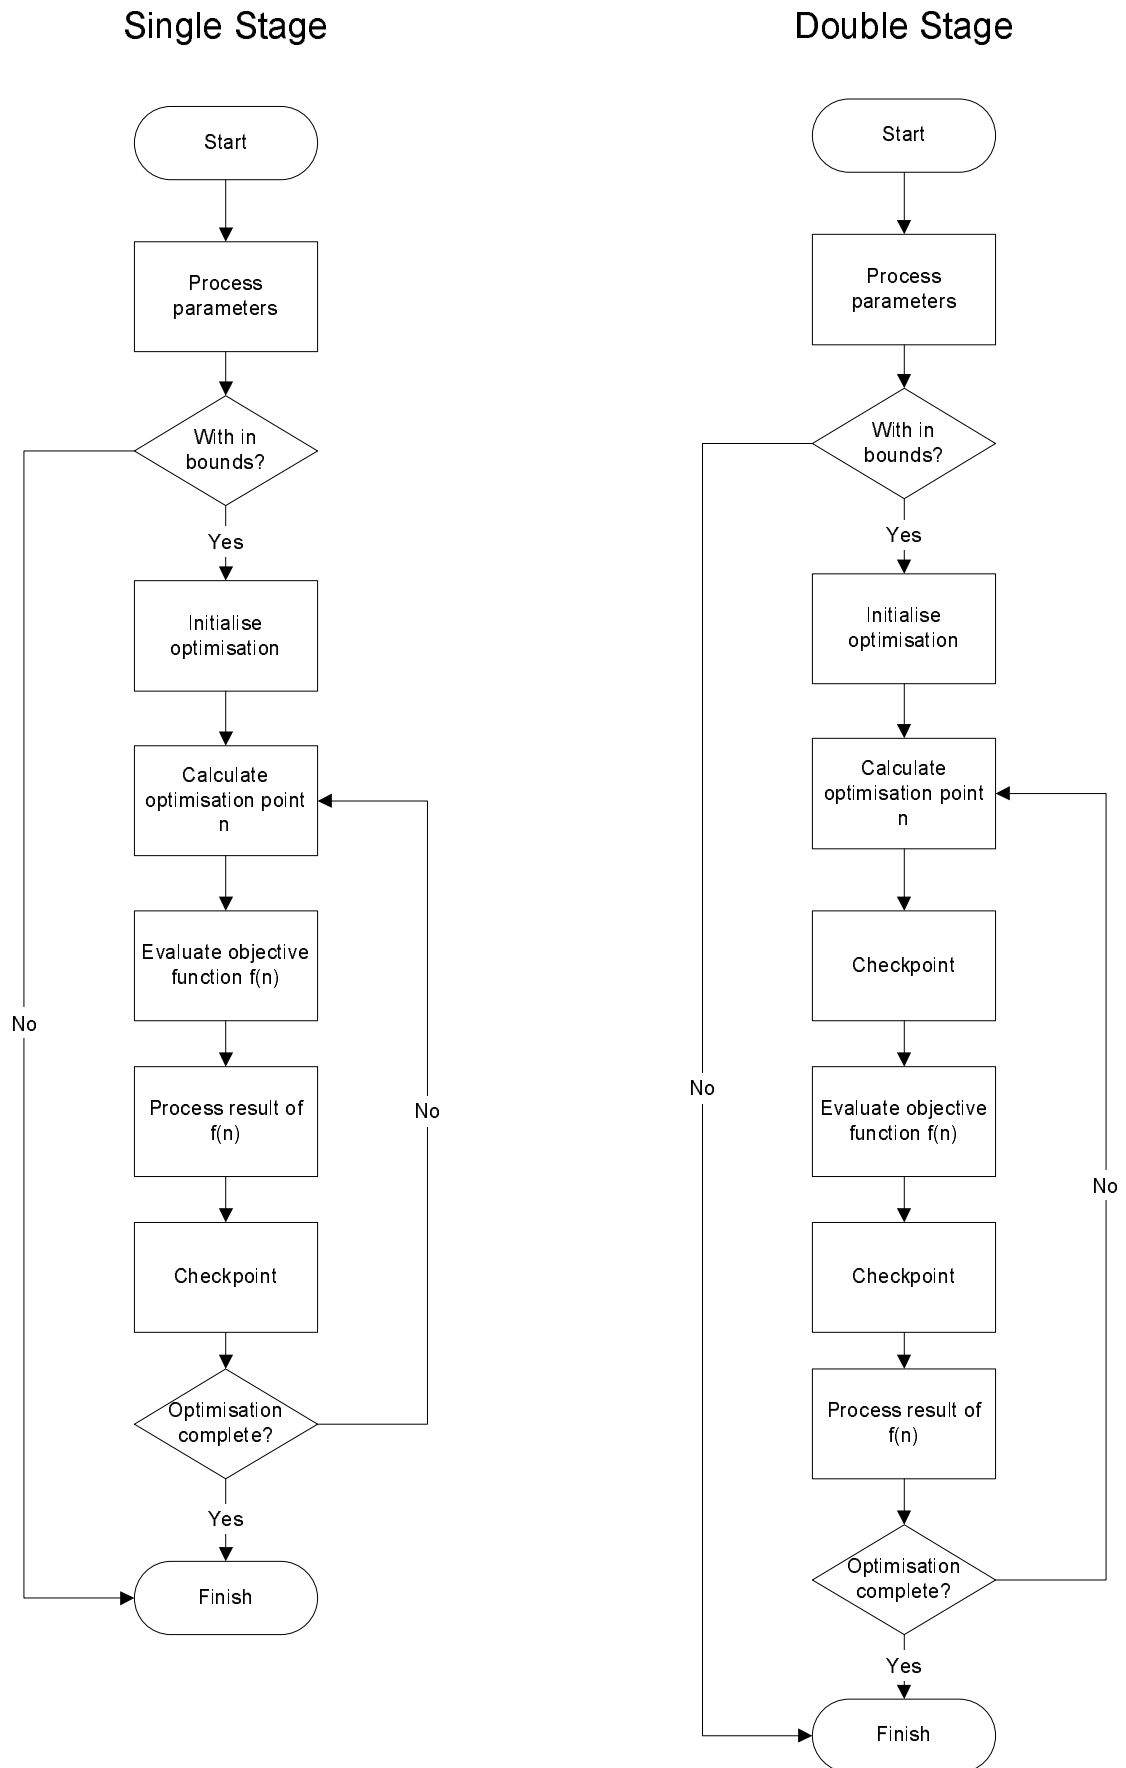 Single Stage
Start
Process
parameters
With in
bounds?
Yes
Initialise
optimisation
Calculate
optimisation point
n
Evaluate objective
function f(n)
No
Process result of
f(n)
No
Checkpoint
Optimisation
complete?
Yes
Finish
Double Stage
Start
Process
parameters
With in
bounds?
Yes
Initialise
optimisation
Calculate
optimisation point
n
Checkpoint
No
Evaluate objective
function f(n)
No
Checkpoint
Process result of
f(n)
Optimisation
complete?
Yes
Finish